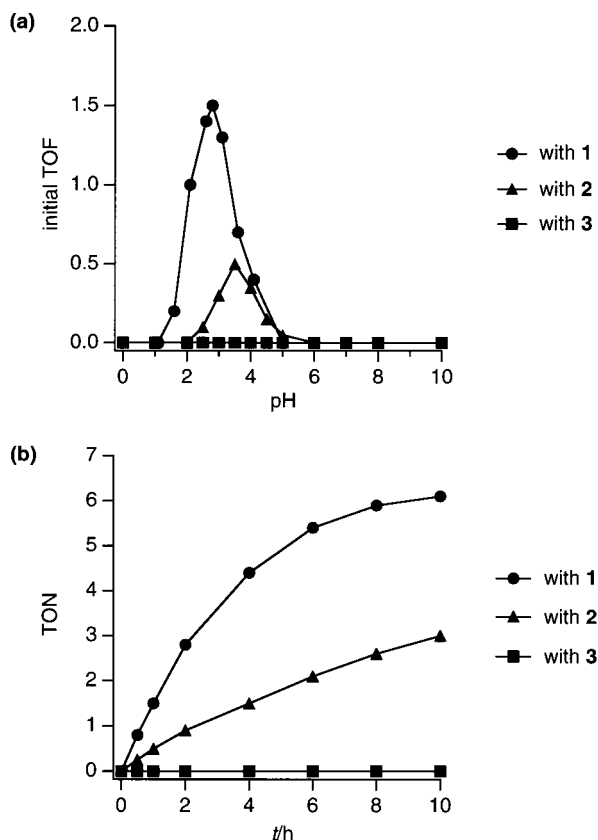 (a)
2.0
1.5
1.0
0.5
0.0
initial TOF
0 2 4 6 8 10
pH
with 1
with 2
with 3
(b)
7
6
5
4
3
2
1
0
TON
0 2 4 6 8 10
t/h
with 1
with 2
with 3